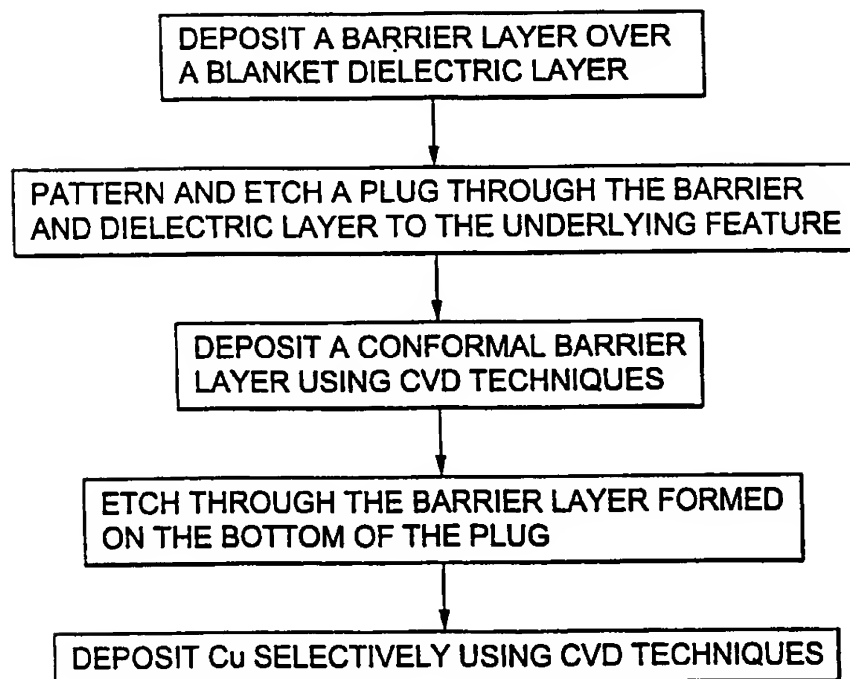 DEPOSIT A BARRIER LAYER OVER
A BLANKET DIELECTRIC LAYER
PATTERN AND ETCH A PLUG THROUGH THE BARRIER
AND DIELECTRIC LAYER TO THE UNDERLYING FEATURE
DEPOSIT A CONFORMAL BARRIER
LAYER USING CVD TECHNIQUES
ETCH THROUGH THE BARRIER LAYER FORMED
ON THE BOTTOM OF THE PLUG
DEPOSIT Cu SELECTIVELY USING CVD TECHNIQUES